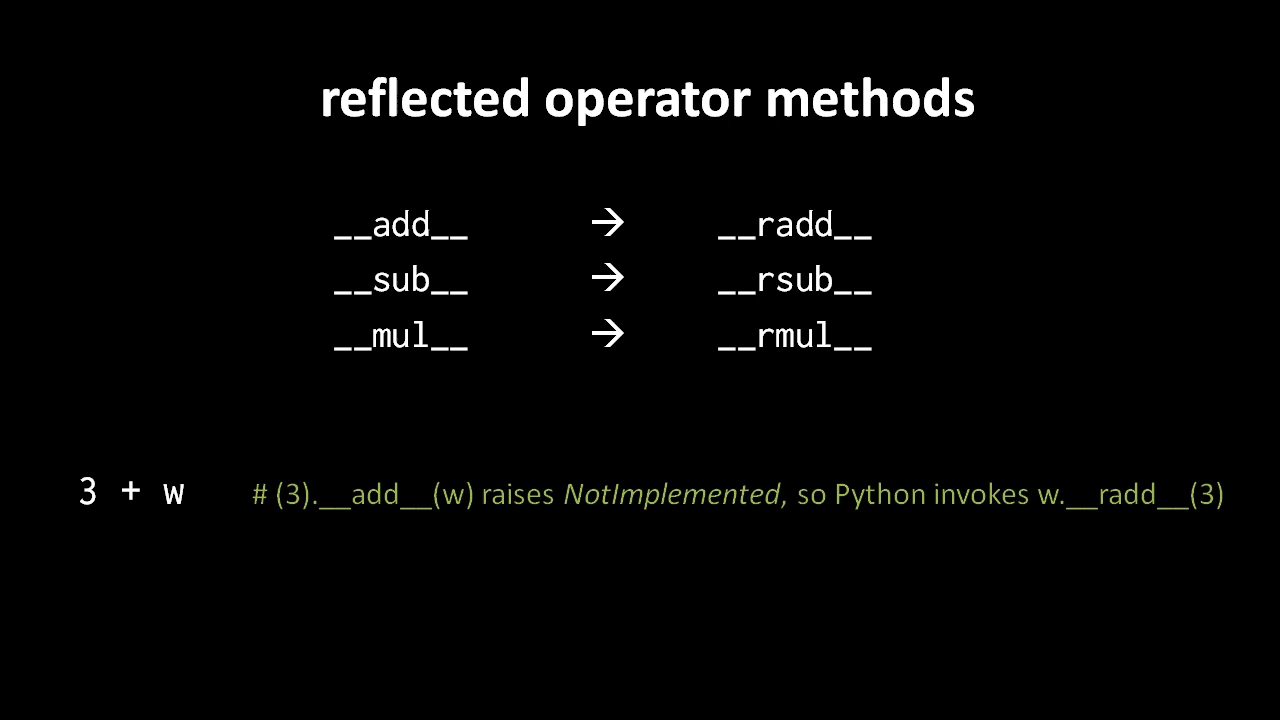 reflected operator methods
__add__ → __radd__
__sub__ → __rsub__
__mul__ → __rmul__
3 + w # (3).__add__(w) raises NotImplemented, so Python invokes w.__radd__(3)